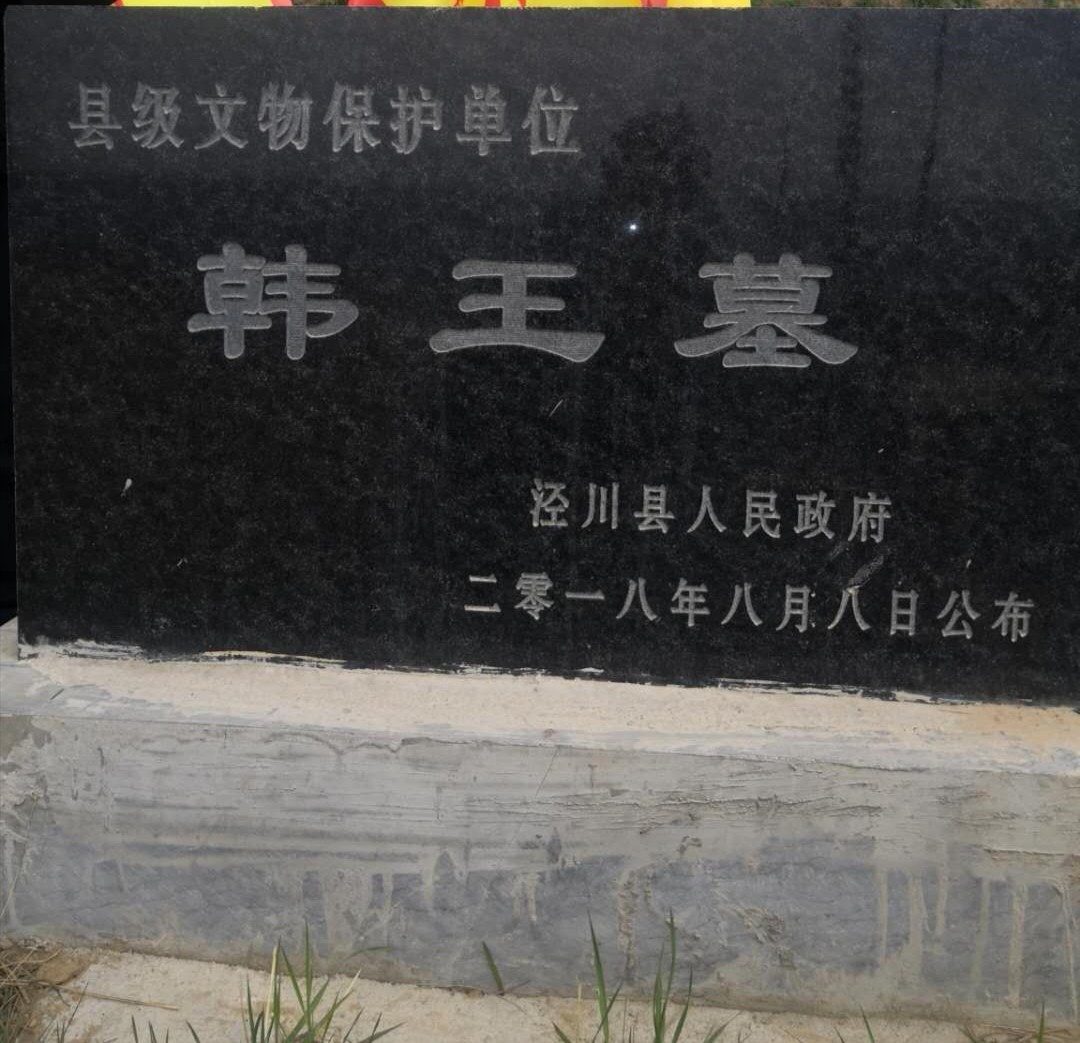 县级文物保护单位
韩王墓
泾川县人民政府
二零一八年八月八日公布